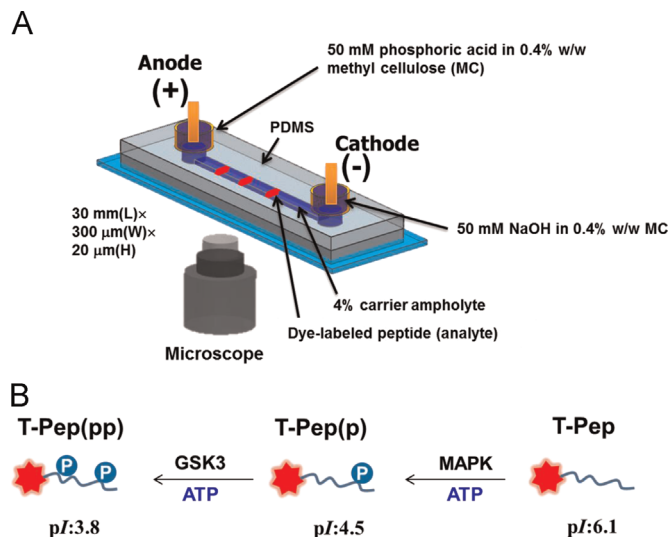 A
50 mM phosphoric acid in 0.4% w/w
methyl cellulose (MC)
Anode
(+)
PDMS
Cathode
(-)
30 mm(L)×
300 μm(W)×
20 μm(H)
50 mM NaOH in 0.4% w/w MC
4% carrier ampholyte
Dye-labeled peptide (analyte)
Microscope
B
T-Pep(pp)
T-Pep(p)
T-Pep
P
P
GSK3
ATP
P
MAPK
ATP
pI:3.8
pI:4.5
pI:6.1